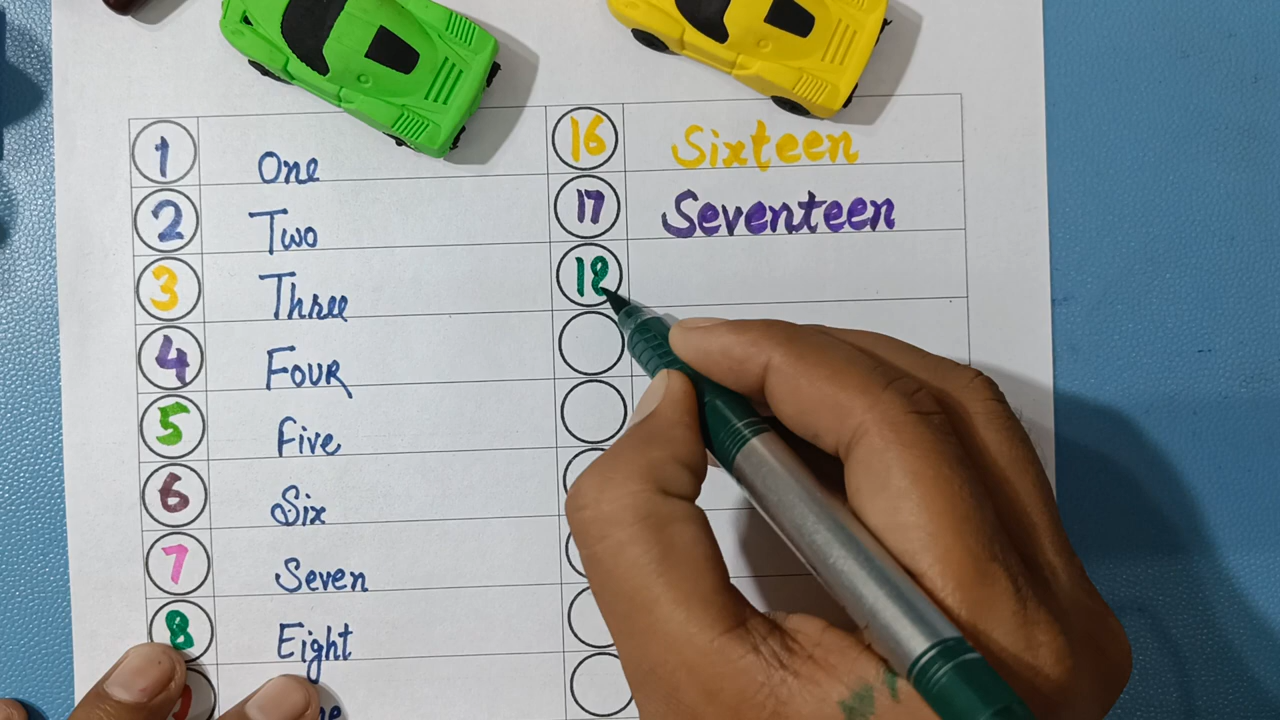 1 One
2 Two
3 Three
4 FOUR
5 Five
6 Six
7 Seven
8 Eight
16 Sixteen
17 Seventeen
18